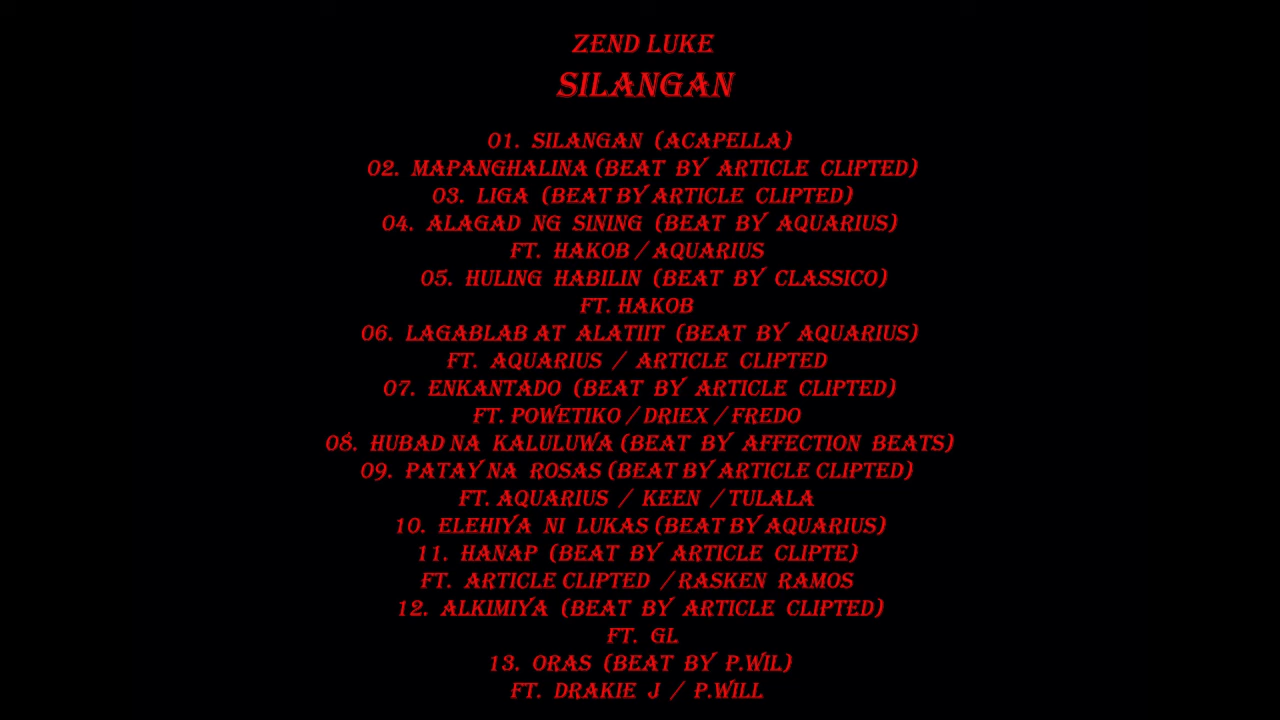 ZEND LUKE
SILANGAN
01. SILANGAN (ACAPELLA)
02. MAPANGHALINA (BEAT BY ARTICLE CLIPTED)
03. LIGA (BEAT BY ARTICLE CLIPTED)
04. ALAGAD NG SINING (BEAT BY AQUARIUS)
FT. HAKOB / AQUARIUS
05. HULING HABILIN (BEAT BY CLASSICO)
FT. HAKOB
06. LAGABLAB AT ALATIIT (BEAT BY AQUARIUS)
FT. AQUARIUS / ARTICLE CLIPTED
07. ENKANTADO (BEAT BY ARTICLE CLIPTED)
FT. POWETIKO / DRIEX / FREDO
08. HUBAD NA KALULUWA (BEAT BY AFFECTION BEATS)
09. PATAY NA ROSAS (BEAT BY ARTICLE CLIPTED)
FT. AQUARIUS / KEEN / TULALA
10. ELEHIYA NI LUKAS (BEAT BY AQUARIUS)
11. HANAP (BEAT BY ARTICLE CLIPTE)
FT. ARTICLE CLIPTED / RASKEN RAMOS
12. ALKIMIYA (BEAT BY ARTICLE CLIPTED)
FT. GL
13. ORAS (BEAT BY P.WIL)
FT. DRAKIE J / P.WILL